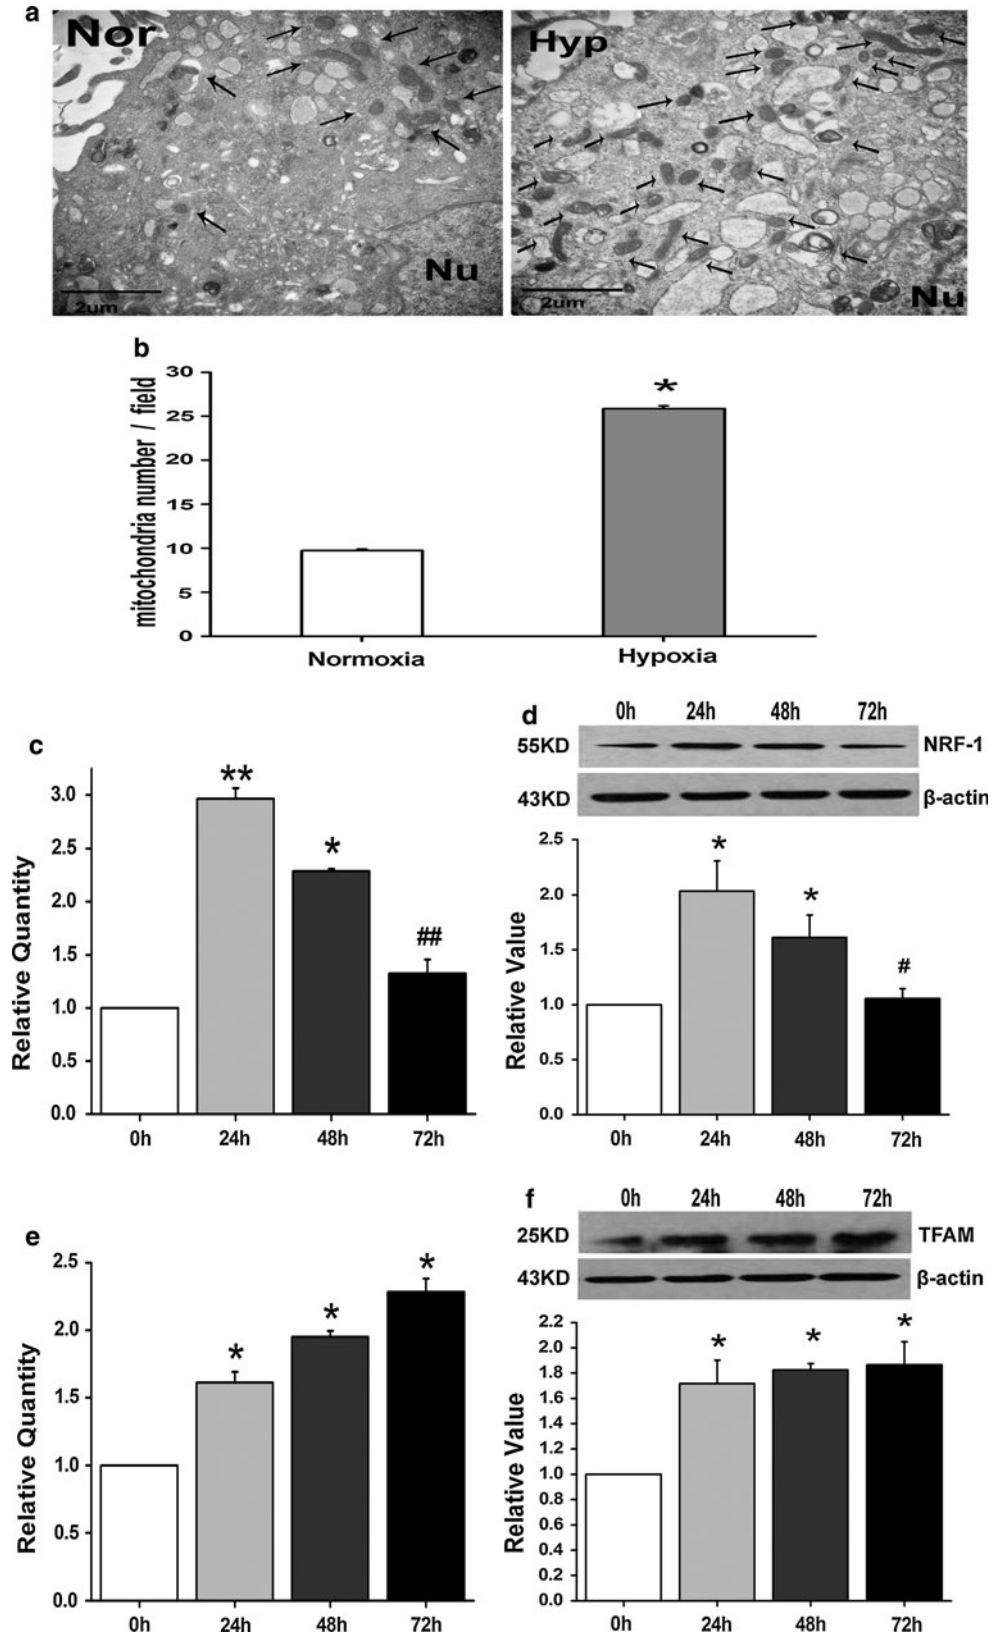 a
Nor
Nu
2um
Hyp
Nu
2um
b
mitochondria number / field
30
25
20
15
10
5
0
*
Normoxia
Hypoxia
c
Relative Quantity
3.0
2.5
2.0
1.5
1.0
0.5
0.0
**
*
##
0h
24h
48h
72h
d
0h 24h 48h 72h
55KD
NRF-1
43KD
β-actin
Relative Value
2.5
2.0
1.5
1.0
0.5
0.0
*
*
#
0h
24h
48h
72h
e
Relative Quantity
2.5
2.0
1.5
1.0
0.5
0.0
*
*
*
0h
24h
48h
72h
f
0h 24h 48h 72h
25KD
TFAM
43KD
β-actin
Relative Value
2.2
2.0
1.8
1.6
1.4
1.2
1.0
0.8
0.6
0.4
0.2
0.0
*
*
*
0h
24h
48h
72h